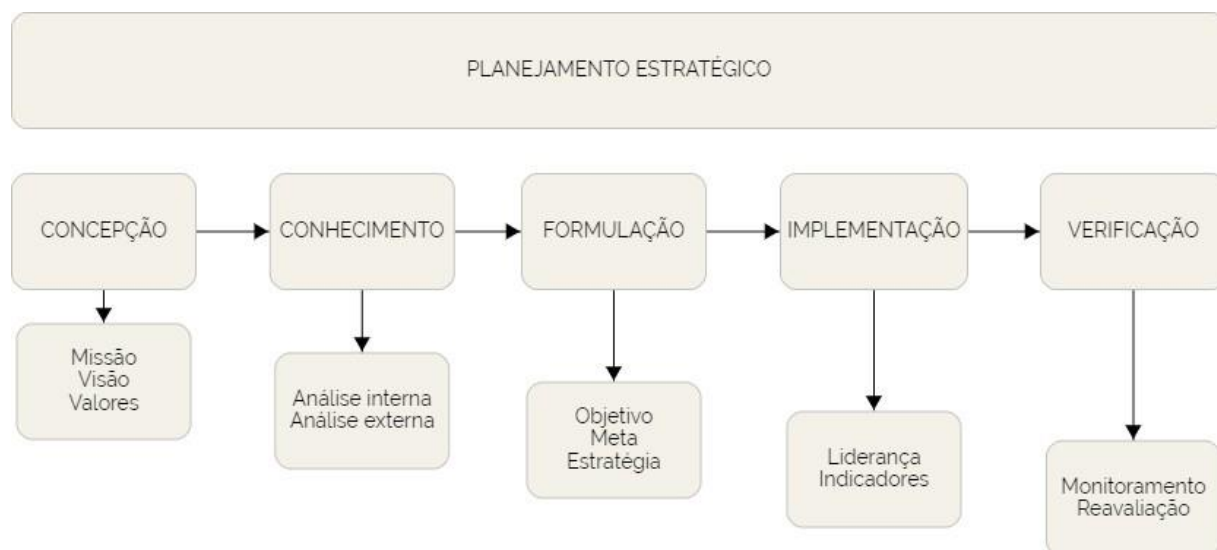 PLANEJAMENTO ESTRATÉGICO
CONCEPÇÃO
CONHECIMENTO
FORMULAÇÃO
IMPLEMENTAÇÃO
VERIFICAÇÃO
Missão
Visão
Valores
Análise interna
Análise externa
Objetivo
Meta
Estratégia
Liderança
Indicadores
Monitoramento
Reavaliação